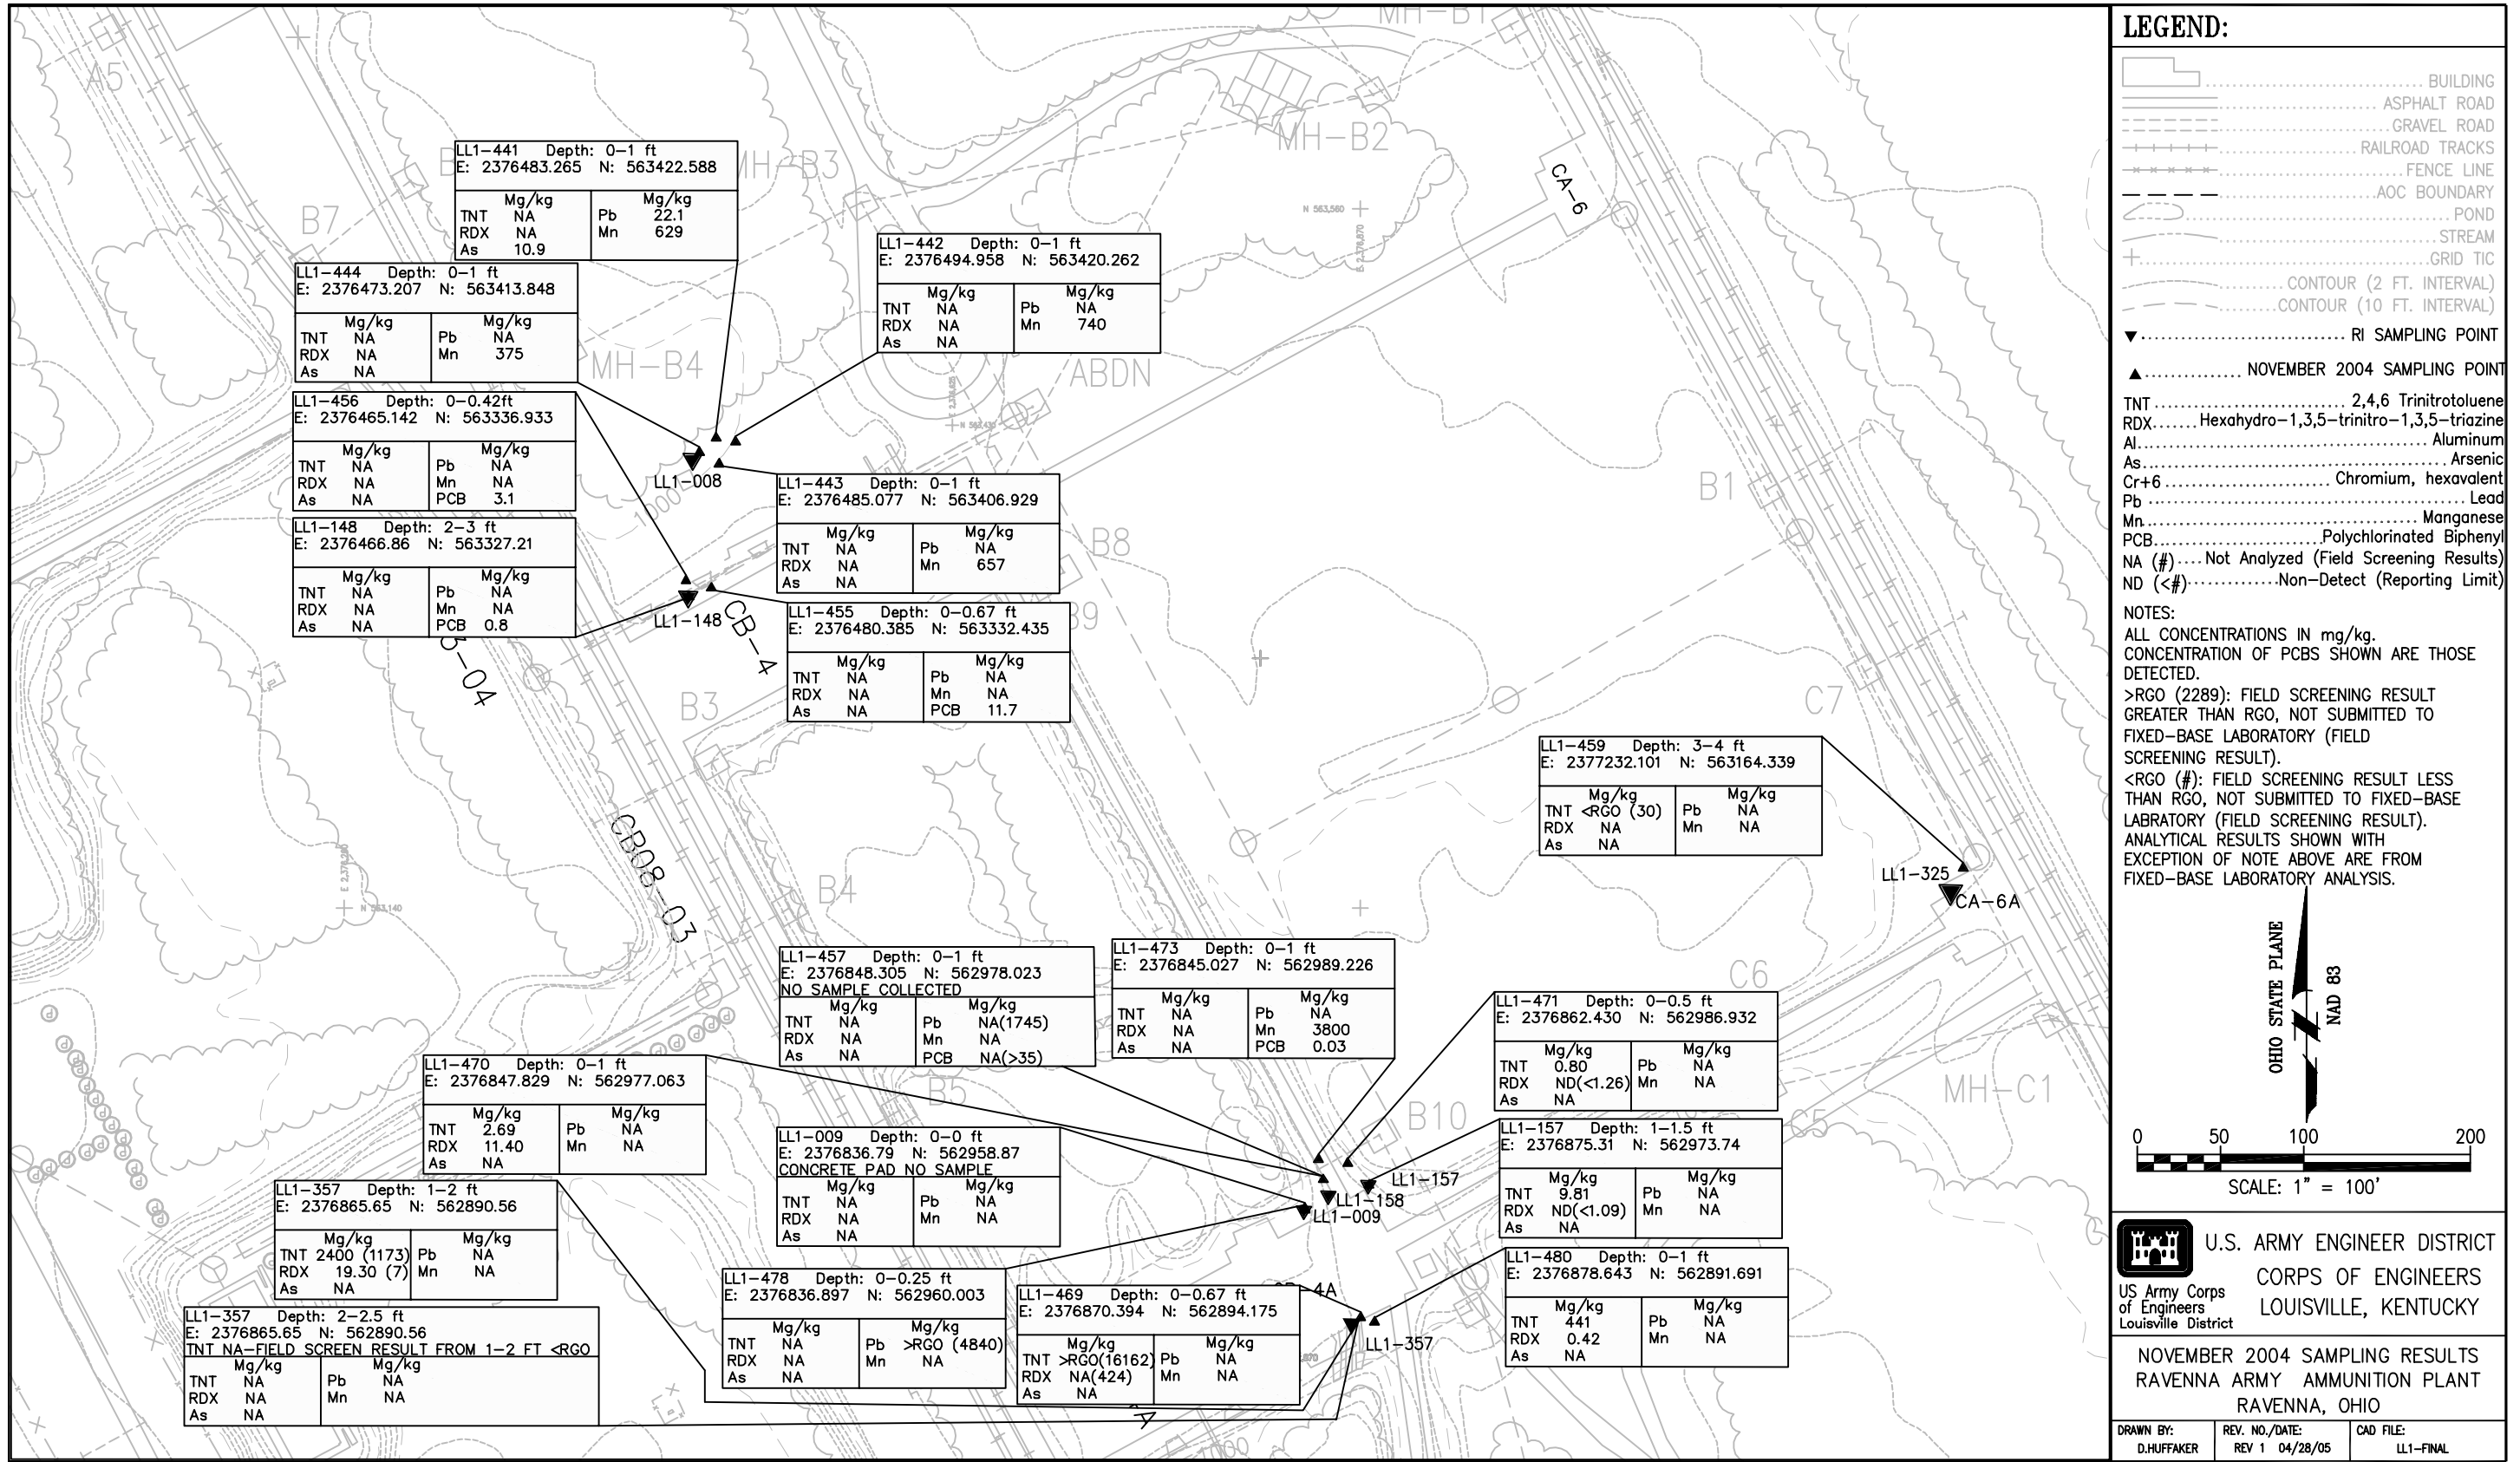 A5
B7
MH-B3
MH-B1
MH-B2
CA-6
N 563,560
E 2,376,870
LL1-441 Depth: 0-1 ft
E: 2376483.265 N: 563422.588
Mg/kg Mg/kg
TNT NA Pb 22.1
RDX NA Mn 629
As 10.9
LL1-444 Depth: 0-1 ft
E: 2376473.207 N: 563413.848
Mg/kg Mg/kg
TNT NA Pb NA
RDX NA Mn 375
As NA
LL1-442 Depth: 0-1 ft
E: 2376494.958 N: 563420.262
Mg/kg Mg/kg
TNT NA Pb NA
RDX NA Mn 740
As NA
MH-B4
ABDN
LL1-456 Depth: 0-0.42ft
E: 2376465.142 N: 563336.933
Mg/kg Mg/kg
TNT NA Pb NA
RDX NA Mn NA
As NA PCB 3.1
LL1-008
1000
B1
LL1-443 Depth: 0-1 ft
E: 2376485.077 N: 563406.929
Mg/kg Mg/kg
TNT NA Pb NA
RDX NA Mn 657
As NA
B8
LL1-148 Depth: 2-3 ft
E: 2376466.86 N: 563327.21
Mg/kg Mg/kg
TNT NA Pb NA
RDX NA Mn NA
As NA PCB 0.8
LL1-148
CB-4
B9
LL1-455 Depth: 0-0.67 ft
E: 2376480.385 N: 563332.435
Mg/kg Mg/kg
TNT NA Pb NA
RDX NA Mn NA
As NA PCB 11.7
-04
B3
C7
LL1-459 Depth: 3-4 ft
E: 2377232.101 N: 563164.339
Mg/kg Mg/kg
TNT <RGO (30) Pb NA
RDX NA Mn NA
As NA
LL1-325
CA-6A
CB08-03
B4
N 563,140
LL1-457 Depth: 0-1 ft
E: 2376848.305 N: 562978.023
NO SAMPLE COLLECTED
Mg/kg Mg/kg
TNT NA Pb NA(1745)
RDX NA Mn NA
As NA PCB NA(>35)
LL1-473 Depth: 0-1 ft
E: 2376845.027 N: 562989.226
Mg/kg Mg/kg
TNT NA Pb NA
RDX NA Mn 3800
As NA PCB 0.03
C6
LL1-471 Depth: 0-0.5 ft
E: 2376862.430 N: 562986.932
Mg/kg Mg/kg
TNT 0.80 Pb NA
RDX ND(<1.26) Mn NA
As NA
MH-C1
LL1-470 Depth: 0-1 ft
E: 2376847.829 N: 562977.063
Mg/kg Mg/kg
TNT 2.69 Pb NA
RDX 11.40 Mn NA
As NA
B5
B10
C5
LL1-009 Depth: 0-0 ft
E: 2376836.79 N: 562958.87
CONCRETE PAD NO SAMPLE
Mg/kg Mg/kg
TNT NA Pb NA
RDX NA Mn NA
As NA
LL1-157 Depth: 1-1.5 ft
E: 2376875.31 N: 562973.74
Mg/kg Mg/kg
TNT 9.81 Pb NA
RDX ND(<1.09) Mn NA
As NA
LL1-157
LL1-158
LL1-009
LL1-357 Depth: 1-2 ft
E: 2376865.65 N: 562890.56
Mg/kg Mg/kg
TNT 2400 (1173) Pb NA
RDX 19.30 (7) Mn NA
As NA
LL1-478 Depth: 0-0.25 ft
E: 2376836.897 N: 562960.003
Mg/kg Mg/kg
TNT NA Pb >RGO (4840)
RDX NA Mn NA
As NA
-4A
LL1-469 Depth: 0-0.67 ft
E: 2376870.394 N: 562894.175
Mg/kg Mg/kg
TNT >RGO(16162) Pb NA
RDX NA(424) Mn NA
As NA
LL1-480 Depth: 0-1 ft
E: 2376878.643 N: 562891.691
Mg/kg Mg/kg
TNT 441 Pb NA
RDX 0.42 Mn NA
As NA
LL1-357
LL1-357 Depth: 2-2.5 ft
E: 2376865.65 N: 562890.56
TNT NA-FIELD SCREEN RESULT FROM 1-2 FT <RGO
Mg/kg Mg/kg
TNT NA Pb NA
RDX NA Mn NA
As NA
1000
LEGEND:
BUILDING
ASPHALT ROAD
GRAVEL ROAD
RAILROAD TRACKS
FENCE LINE
AOC BOUNDARY
POND
STREAM
GRID TIC
CONTOUR (2 FT. INTERVAL)
CONTOUR (10 FT. INTERVAL)
RI SAMPLING POINT
NOVEMBER 2004 SAMPLING POINT
TNT 2,4,6 Trinitrotoluene
RDX Hexahydro-1,3,5-trinitro-1,3,5-triazine
Al Aluminum
As Arsenic
Cr+6 Chromium, hexavalent
Pb Lead
Mn Manganese
PCB Polychlorinated Biphenyl
NA (#) Not Analyzed (Field Screening Results)
ND (<#) Non-Detect (Reporting Limit)
NOTES:
ALL CONCENTRATIONS IN mg/kg.
CONCENTRATION OF PCBS SHOWN ARE THOSE
DETECTED.
>RGO (2289): FIELD SCREENING RESULT
GREATER THAN RGO, NOT SUBMITTED TO
FIXED-BASE LABORATORY (FIELD
SCREENING RESULT).
<RGO (#): FIELD SCREENING RESULT LESS
THAN RGO, NOT SUBMITTED TO FIXED-BASE
LABRATORY (FIELD SCREENING RESULT).
ANALYTICAL RESULTS SHOWN WITH
EXCEPTION OF NOTE ABOVE ARE FROM
FIXED-BASE LABORATORY ANALYSIS.
OHIO STATE PLANE
NAD 83
0 50 100 200
SCALE: 1" = 100'
US Army Corps
of Engineers
Louisville District
U.S. ARMY ENGINEER DISTRICT
CORPS OF ENGINEERS
LOUISVILLE, KENTUCKY
NOVEMBER 2004 SAMPLING RESULTS
RAVENNA ARMY AMMUNITION PLANT
RAVENNA, OHIO
DRAWN BY: REV. NO./DATE: CAD FILE:
D.HUFFAKER REV 1 04/28/05 LL1-FINAL